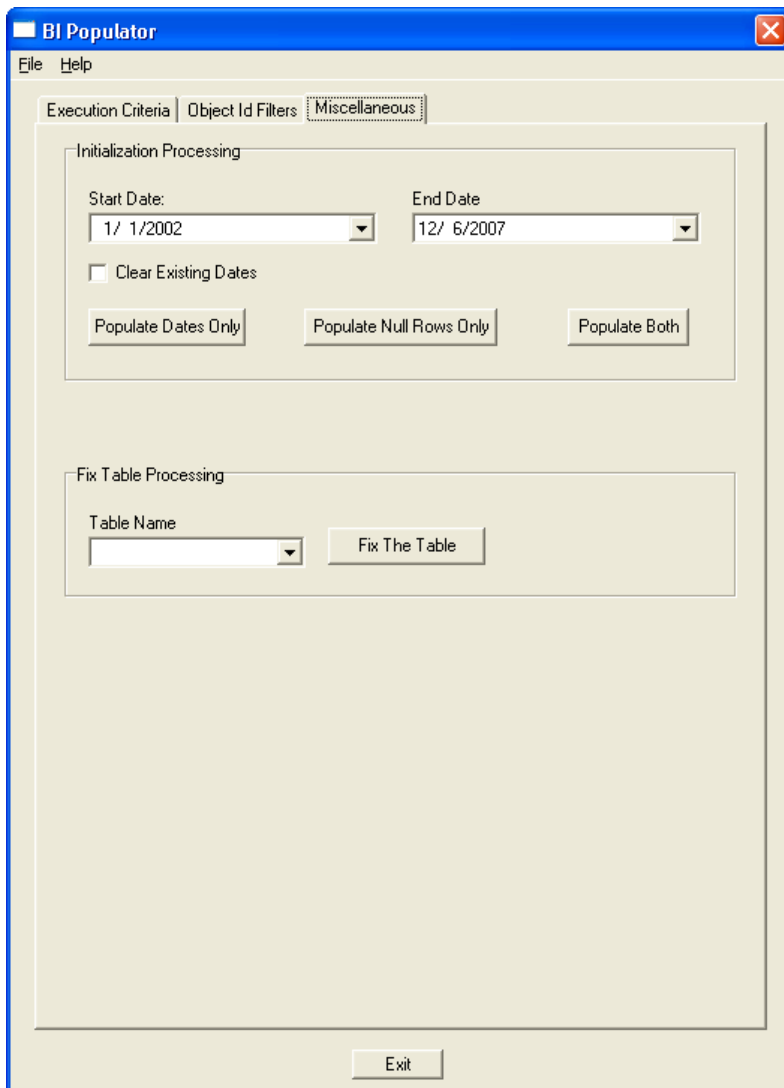 BI Populator
File Help
Execution Criteria Object Id Filters Miscellaneous
Initialization Processing
Start Date: End Date
1/ 1/2002 12/ 6/2007
Clear Existing Dates
Populate Dates Only Populate Null Rows Only Populate Both
Fix Table Processing
Table Name
Fix The Table
Exit